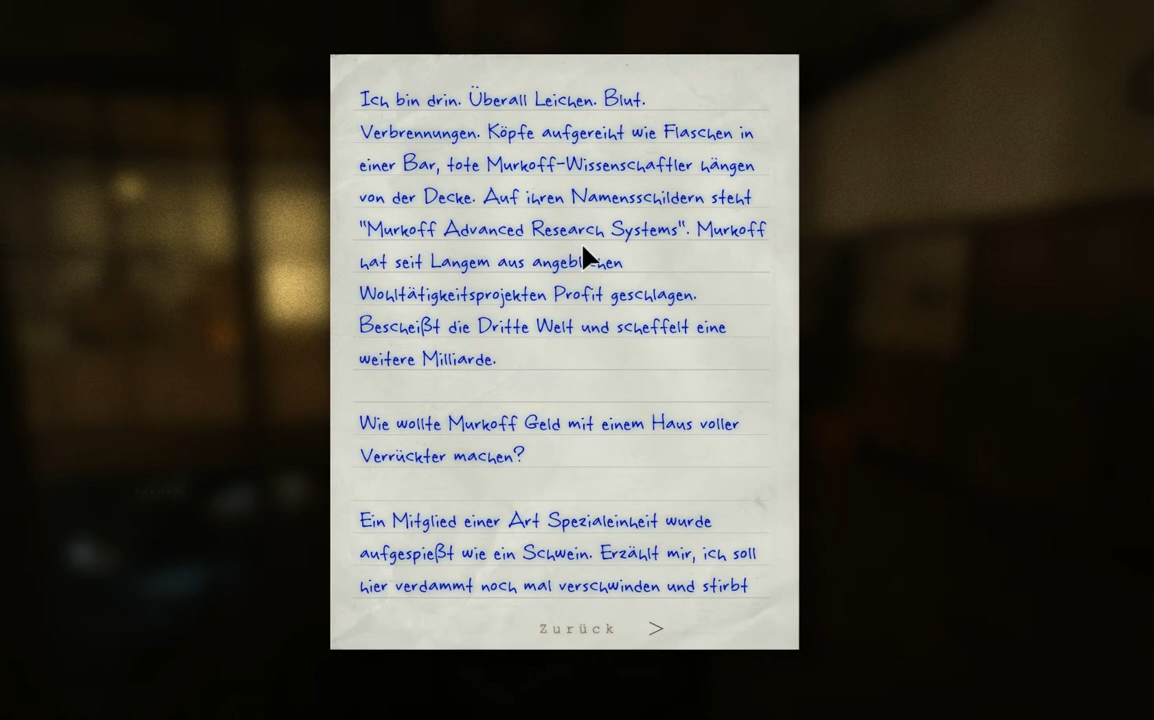 Ich bin drin. Überall Leichen. Blut.
Verbrennungen. Köpfe aufgereiht wie Flaschen in
einer Bar, tote Murkoff-Wissenschaftler hängen
von der Decke. Auf ihren Namensschildern steht
"Murkoff Advanced Research Systems". Murkoff
hat seit Langem aus angeblichen
Wohltätigkeitsprojekten Profit geschlagen.
Bescheißt die Dritte Welt und scheffelt eine
weitere Milliarde.
Wie wollte Murkoff Geld mit einem Haus voller
Verrückter machen?
Ein Mitglied einer Art Spezialeinheit wurde
aufgespießt wie ein Schwein. Erzählt mir, ich soll
hier verdammt noch mal verschwinden und stirbt
Zurück >